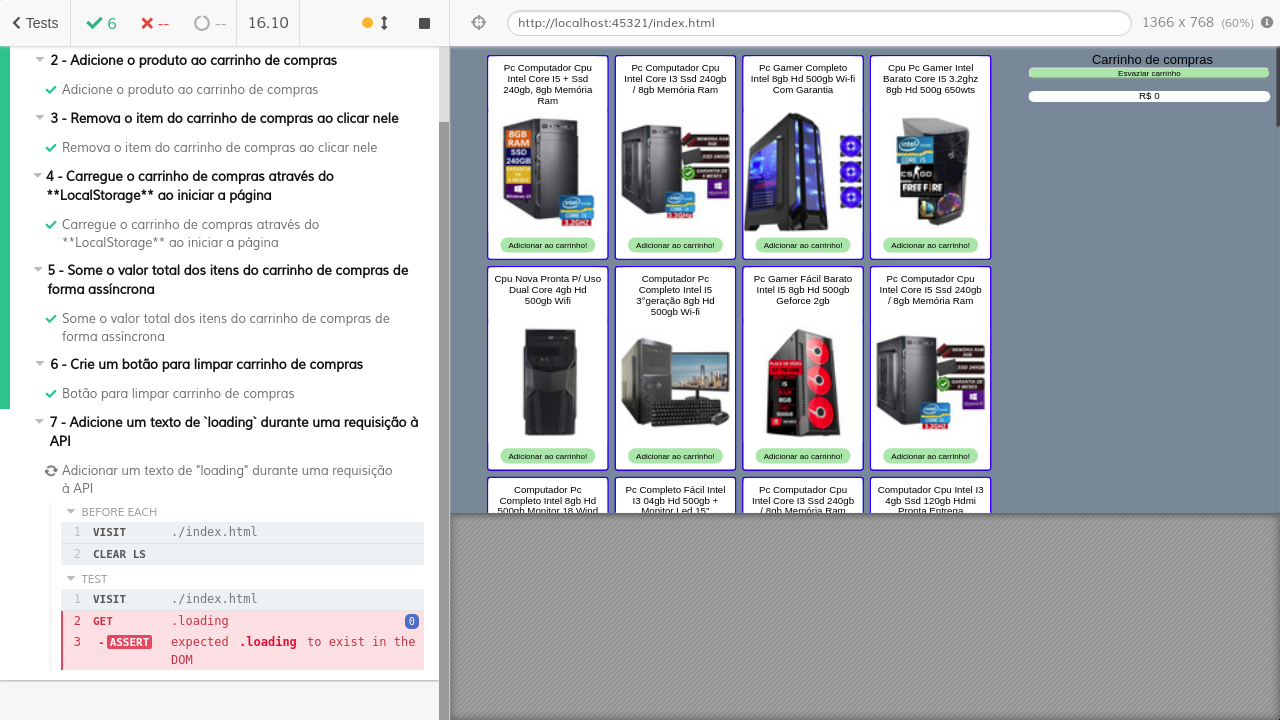 Tests
6
--
--
16.10
http://localhost:45321/index.html
1366 x 768 (60%)
2 - Adicione o produto ao carrinho de compras
Adicione o produto ao carrinho de compras
3 - Remova o item do carrinho de compras ao clicar nele
Remova o item do carrinho de compras ao clicar nele
4 - Carregue o carrinho de compras através do
**LocalStorage** ao iniciar a página
Carregue o carrinho de compras através do
**LocalStorage** ao iniciar a página
5 - Some o valor total dos itens do carrinho de compras de
forma assíncrona
Some o valor total dos itens do carrinho de compras de
forma assíncrona
6 - Crie um botão para limpar carrinho de compras
Botão para limpar carrinho de compras
7 - Adicione um texto de `loading` durante uma requisição à
API
Adicionar um texto de "loading" durante uma requisição
à API
BEFORE EACH
1 VISIT ./index.html
2 CLEAR LS
TEST
1 VISIT ./index.html
2 GET .loading 0
3 -ASSERT expected .loading to exist in the
DOM
Pc Computador Cpu
Intel Core I5 + Ssd
240gb, 8gb Memória
Ram
8GB
RAM
SSD
240GB
Adicionar ao carrinho!
Pc Computador Cpu
Intel Core I3 Ssd 240gb
/ 8gb Memória Ram
Adicionar ao carrinho!
Pc Gamer Completo
Intel 8gb Hd 500gb Wi-fi
Com Garantia
Adicionar ao carrinho!
Cpu Pc Gamer Intel
Barato Core I5 3.2ghz
8gb Hd 500g 650wts
intel
CORE i5
CS:GO
FREE FIRE
Adicionar ao carrinho!
Cpu Nova Pronta P/ Uso
Dual Core 4gb Hd
500gb Wifi
Adicionar ao carrinho!
Computador Pc
Completo Intel I5
3°geração 8gb Hd
500gb Wi-fi
Adicionar ao carrinho!
Pc Gamer Fácil Barato
Intel I5 8gb Hd 500gb
Geforce 2gb
Adicionar ao carrinho!
Pc Computador Cpu
Intel Core I5 Ssd 240gb
/ 8gb Memória Ram
Adicionar ao carrinho!
Computador Pc
Completo Intel 8gb Hd
500gb Monitor 18 Wind
Pc Completo Fácil Intel
I3 04gb Hd 500gb +
Monitor Led 15"
Pc Computador Cpu
Intel Core I3 Ssd 240gb
/ 8gb Memória Ram
Computador Cpu Intel I3
4gb Ssd 120gb Hdmi
Pronta Entrega
Carrinho de compras
Esvaziar carrinho
R$ 0